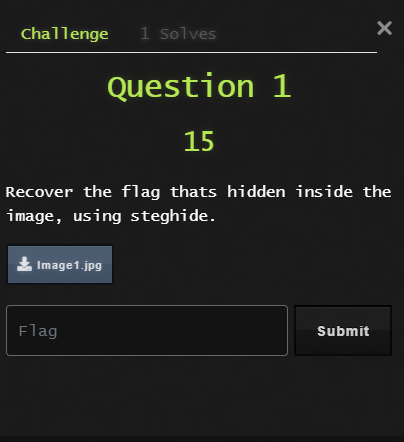 Challenge 1 Solves ×
Question 1
15
Recover the flag thats hidden inside the
image, using steghide.
Image1.jpg
Flag Submit